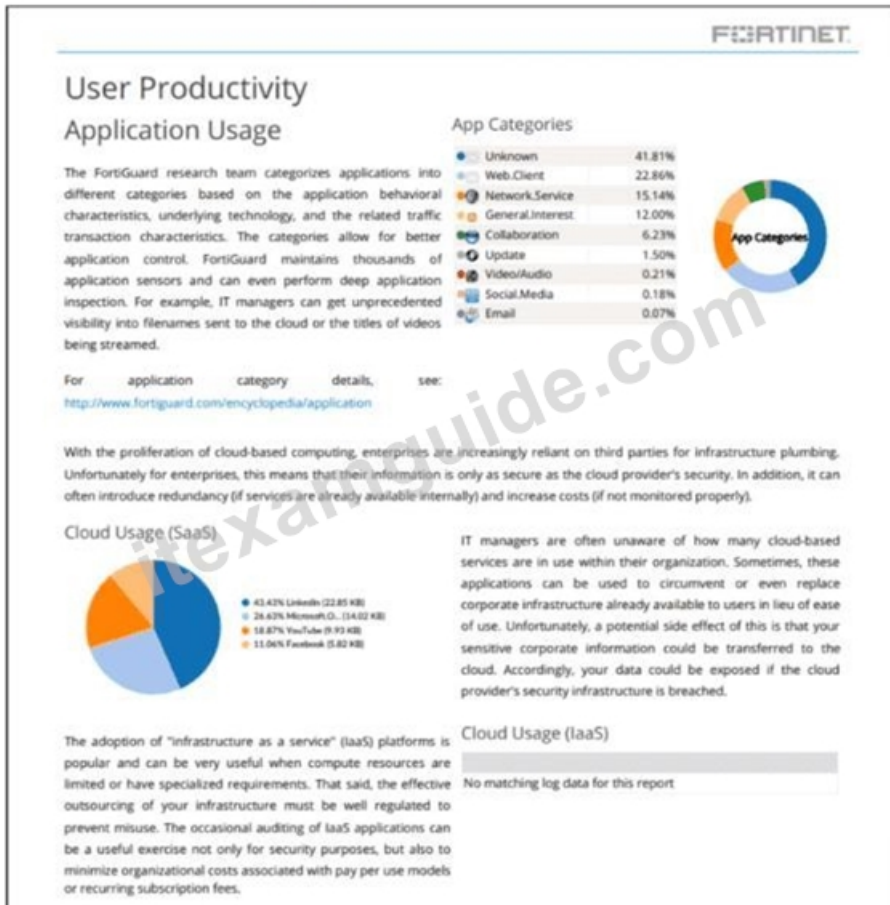 FORTINET
User Productivity
Application Usage
The FortiGuard research team categorizes applications into
different categories based on the application behavioral
characteristics, underlying technology, and the related traffic
transaction characteristics. The categories allow for better
application control. FortiGuard maintains thousands of
application sensors and can even perform deep application
inspection. For example, IT managers can get unprecedented
visibility into filenames sent to the cloud or the titles of videos
being streamed.
For application category details, see:
http://www.fortiguard.com/encyclopedia/application
App Categories
Unknown 41.81%
Web.Client 22.86%
Network.Service 15.14%
General.Interest 12.00%
Collaboration 6.23%
Update 1.50%
Video/Audio 0.21%
Social.Media 0.18%
Email 0.07%
App Categories
With the proliferation of cloud-based computing, enterprises are increasingly reliant on third parties for infrastructure plumbing.
Unfortunately for enterprises, this means that their information is only as secure as the cloud provider's security. In addition, it can
often introduce redundancy (if services are already available internally) and increase costs (if not monitored properly).
Cloud Usage (SaaS)
43.43% LinkedIn (22.85 KB)
26.63% Microsoft.O... (14.02 KB)
18.87% YouTube (9.93 KB)
11.06% Facebook (5.82 KB)
IT managers are often unaware of how many cloud-based
services are in use within their organization. Sometimes, these
applications can be used to circumvent or even replace
corporate infrastructure already available to users in lieu of ease
of use. Unfortunately, a potential side effect of this is that your
sensitive corporate information could be transferred to the
cloud. Accordingly, your data could be exposed if the cloud
provider's security infrastructure is breached.
The adoption of "infrastructure as a service" (IaaS) platforms is
popular and can be very useful when compute resources are
limited or have specialized requirements. That said, the effective
outsourcing of your infrastructure must be well regulated to
prevent misuse. The occasional auditing of IaaS applications can
be a useful exercise not only for security purposes, but also to
minimize organizational costs associated with pay per use models
or recurring subscription fees.
Cloud Usage (IaaS)
No matching log data for this report
itexamguide.com